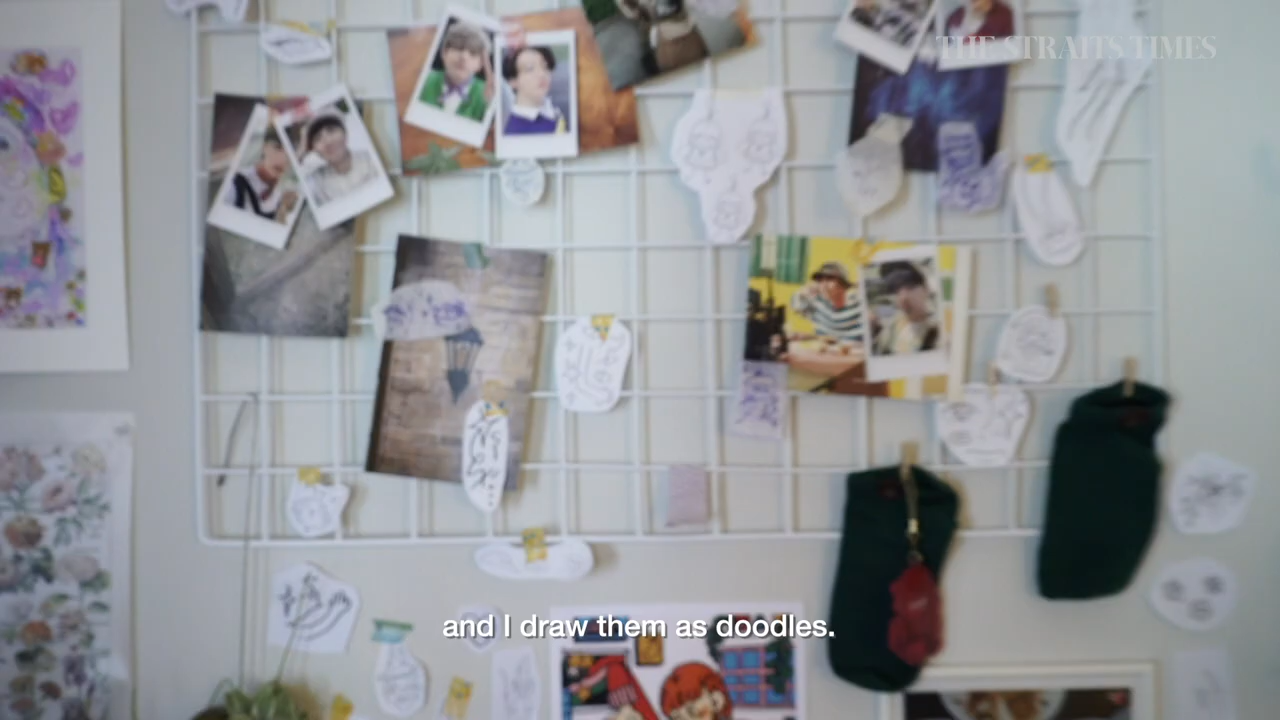 THE STRAITS TIMES
and I draw them as doodles.